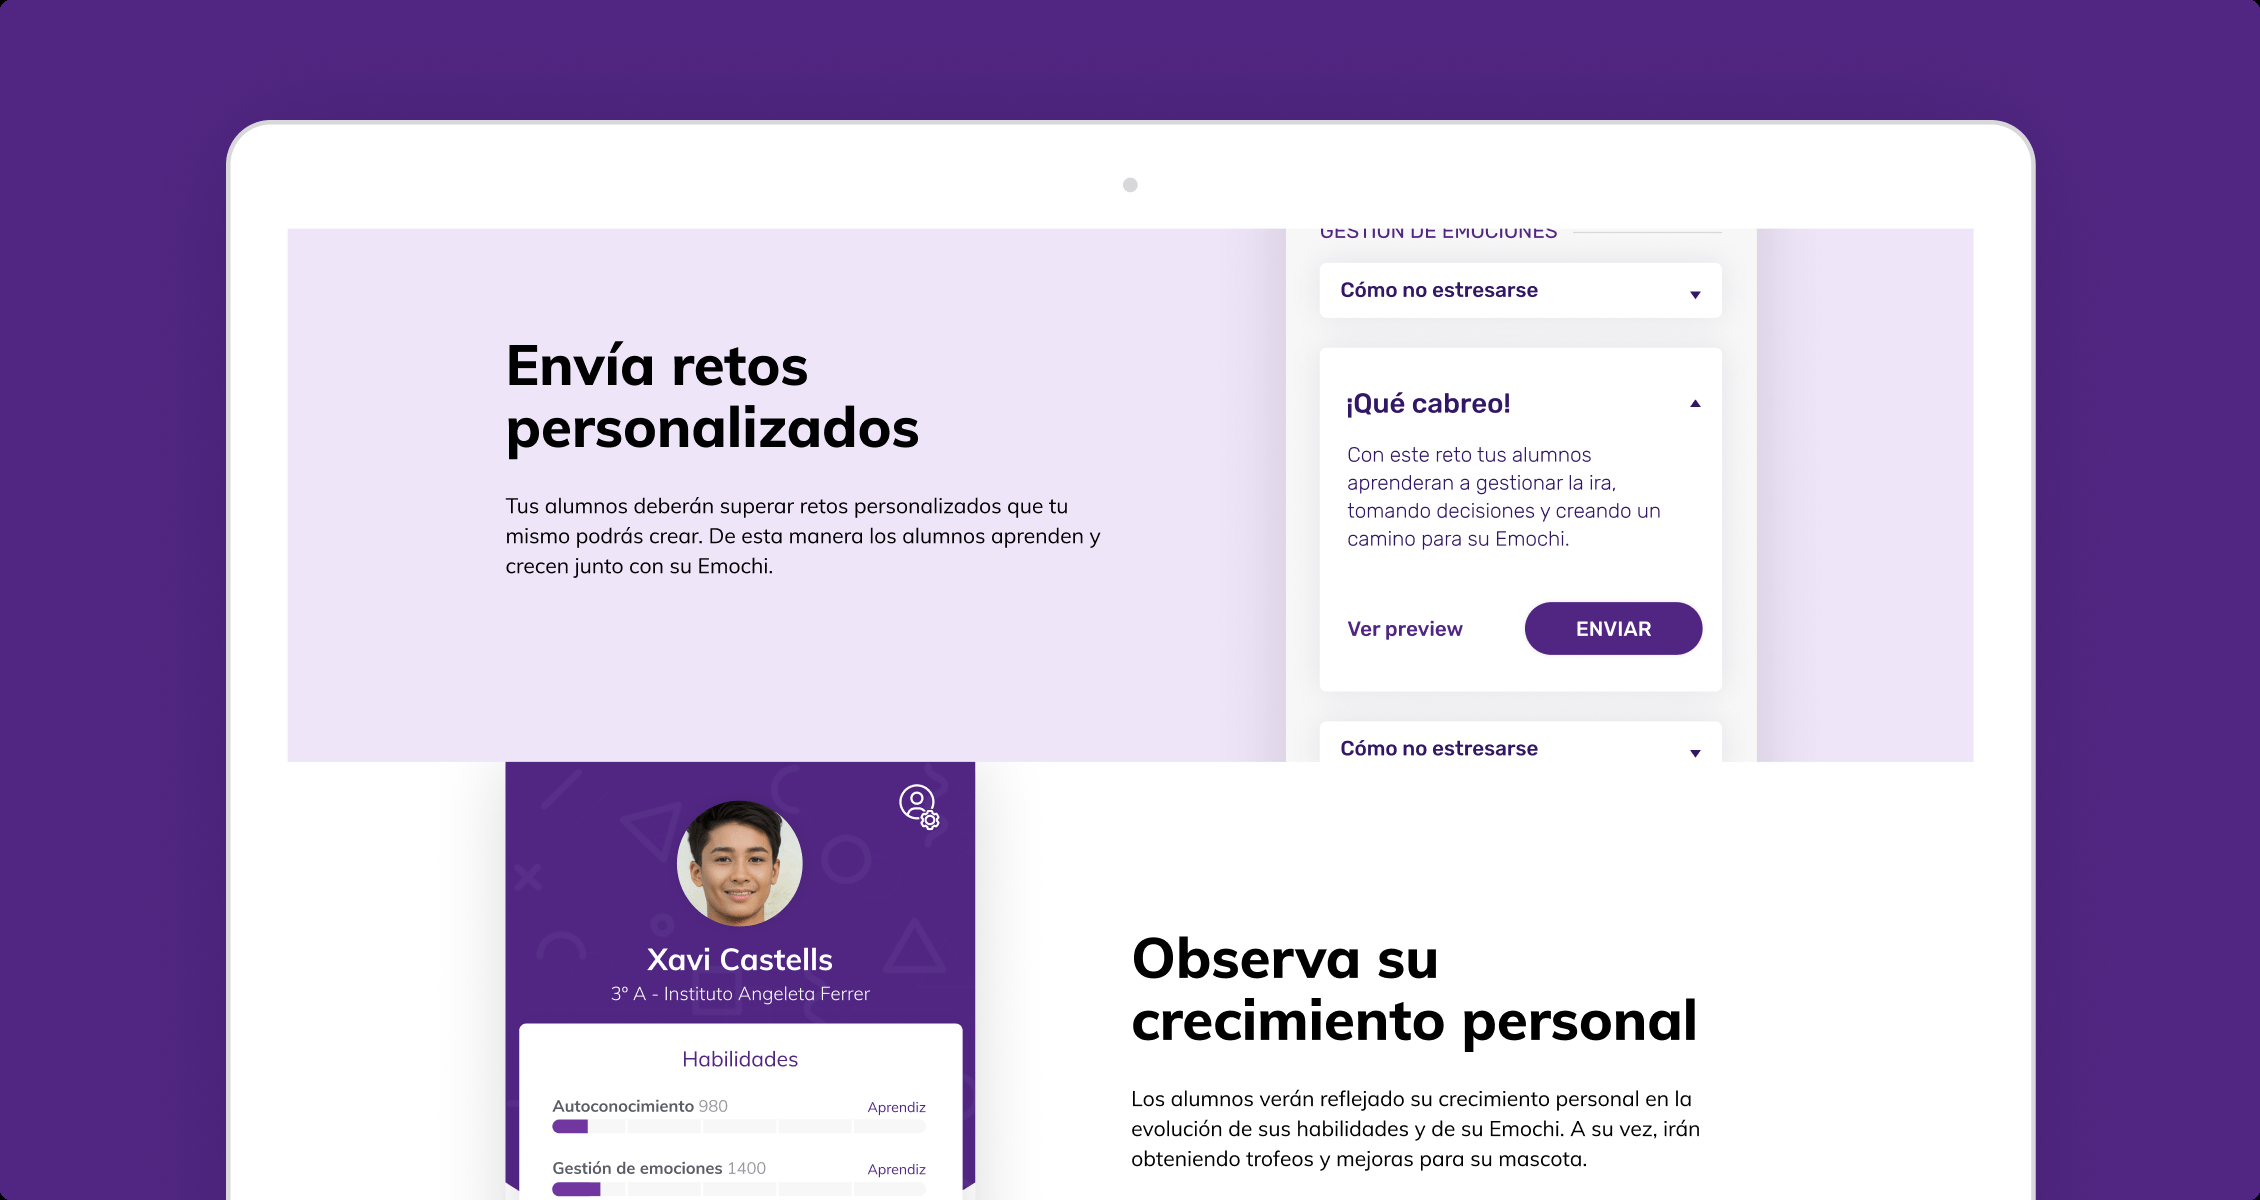 GESTIÓN DE EMOCIONES
Cómo no estresarse
Envía retos
personalizados
Tus alumnos deberán superar retos personalizados que tu
mismo podrás crear. De esta manera los alumnos aprenden y
crecen junto con su Emochi.
¡Qué cabreo!
Con este reto tus alumnos
aprenderan a gestionar la ira,
tomando decisiones y creando un
camino para su Emochi.
Ver preview
ENVIAR
Cómo no estresarse
Xavi Castells
3º A - Instituto Angeleta Ferrer
Habilidades
Autoconocimiento 980
Aprendiz
Gestión de emociones 1400
Aprendiz
Observa su
crecimiento personal
Los alumnos verán reflejado su crecimiento personal en la
evolución de sus habilidades y de su Emochi. A su vez, irán
obteniendo trofeos y mejoras para su mascota.